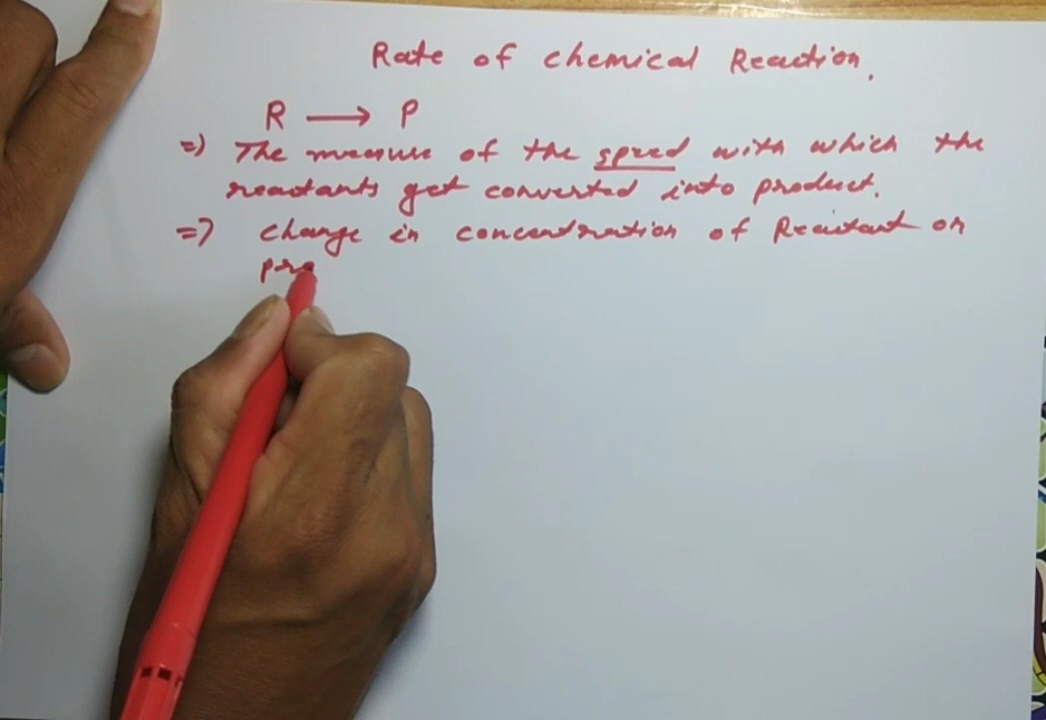 Rate of chemical Reaction.
R → P
⇒ The measure of the speed with which the
reactants get converted into product.
⇒ change in concentration of Reactant or
pro